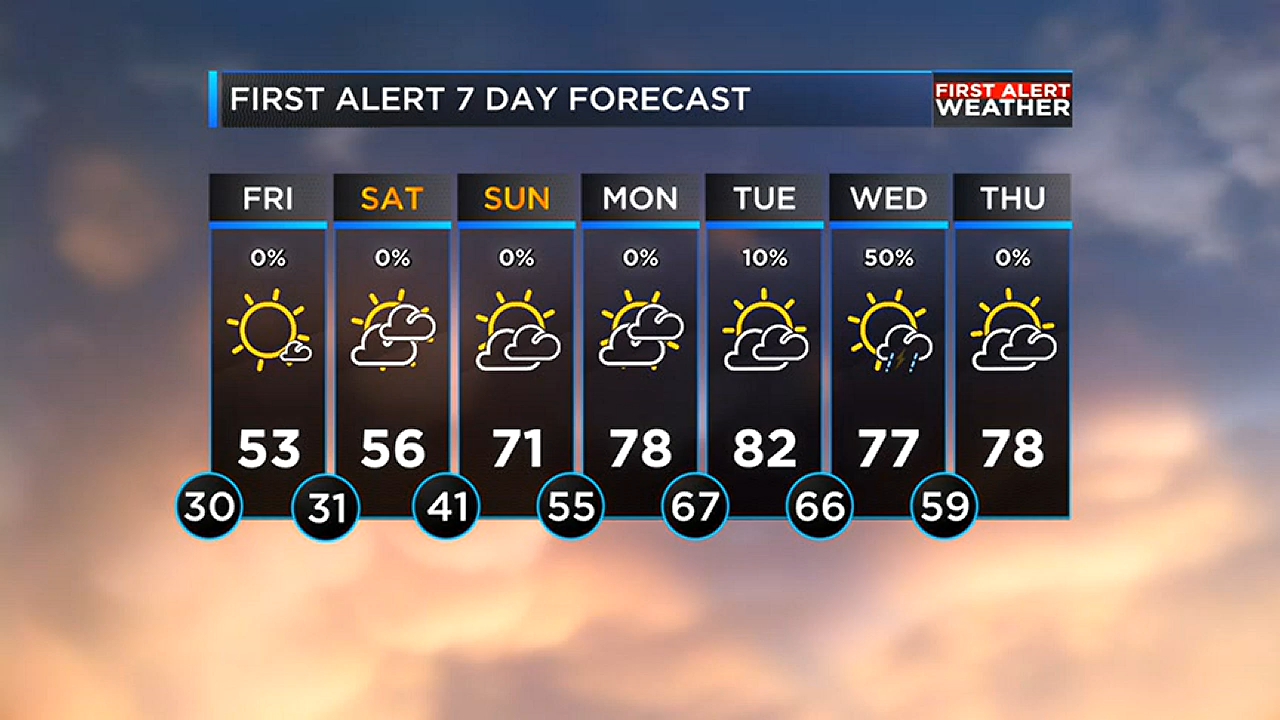 FIRST ALERT 7 DAY FORECAST
FIRST ALERT
WEATHER
FRI SAT SUN MON TUE WED THU
0% 0% 0% 0% 10% 50% 0%
53 56 71 78 82 77 78
30 31 41 55 67 66 59